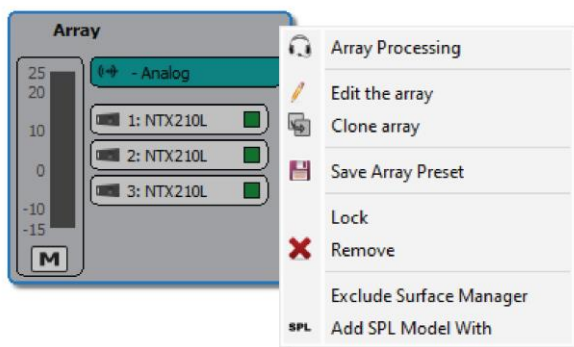 Array
25
20
10
0
-10
-15
M
- Analog
1: NTX210L
2: NTX210L
3: NTX210L
Array Processing
Edit the array
Clone array
Save Array Preset
Lock
Remove
Exclude Surface Manager
SPL Add SPL Model With